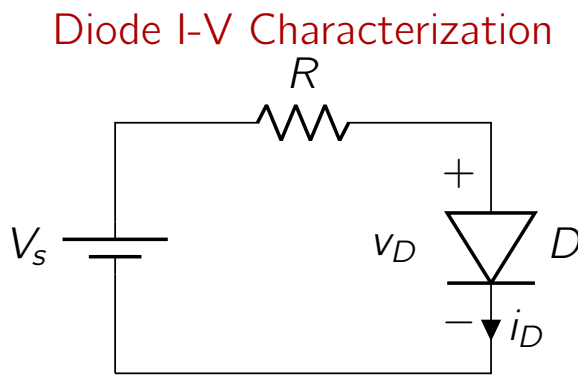 Diode I-V Characterization
R
+
V_s
v_D
D
−
i_D